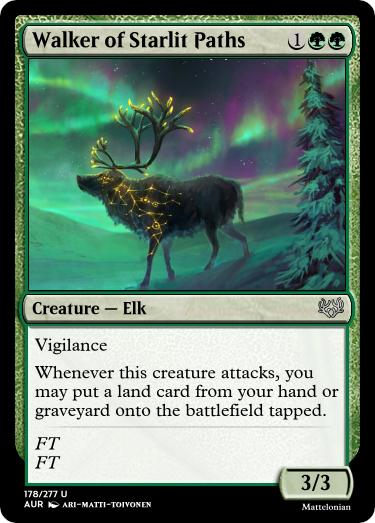 Walker of Starlit Paths 1
Creature — Elk
Vigilance
Whenever this creature attacks, you
may put a land card from your hand or
graveyard onto the battlefield tapped.
FT
FT
3/3
178/277 U
AUR ARI-MATTI-TOIVONEN
Mattelonian